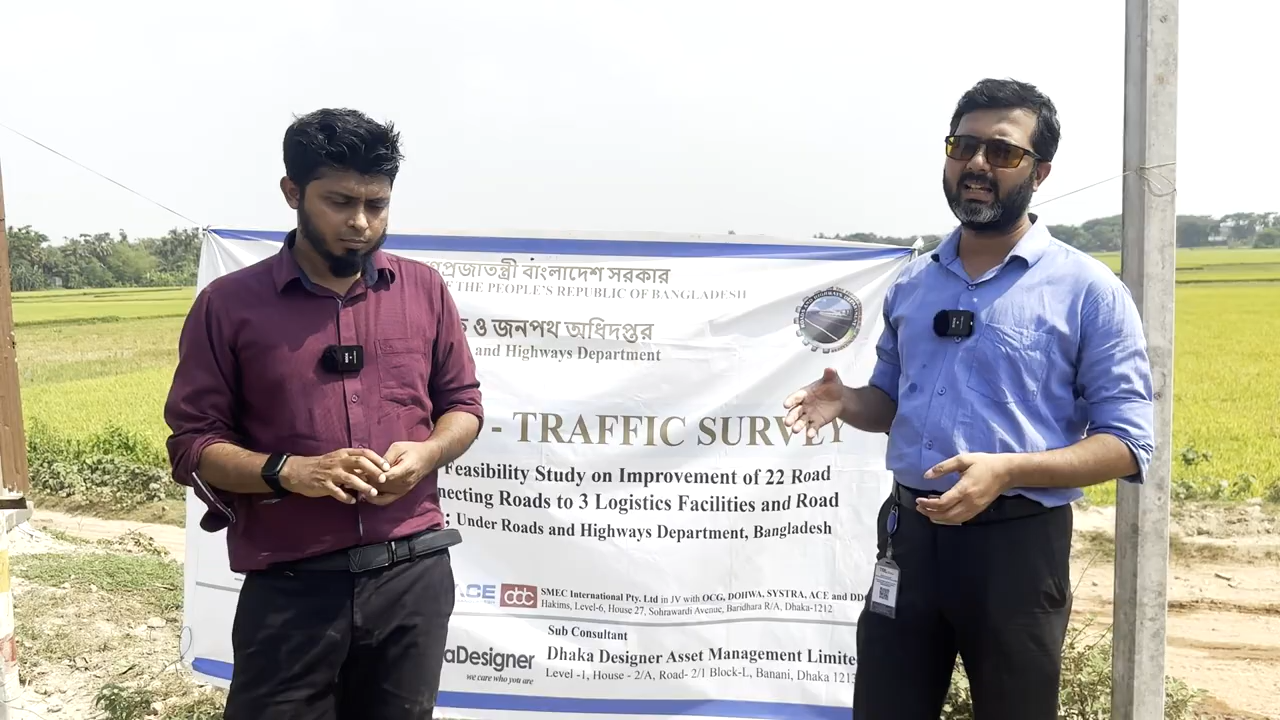 গণপ্রজাতন্ত্রী বাংলাদেশ সরকার
OF THE PEOPLE'S REPUBLIC OF BANGLADESH
ও জনপথ অধিদপ্তর
and Highways Department
- TRAFFIC SURVEY
Feasibility Study on Improvement of 22 Road
necting Roads to 3 Logistics Facilities and Road
; Under Roads and Highways Department, Bangladesh
ACE ddc SMEC International Pty. Ltd in JV with OCG, DOHWA, SYSTRA, ACE and DD
Hakims, Level-6, House 27, Sohrawardi Avenue, Baridhara R/A, Dhaka-1212
Sub Consultant
aDesigner Dhaka Designer Asset Management Limite
we care who you are Level -1, House - 2/A, Road- 2/1 Block-L, Banani, Dhaka 1213